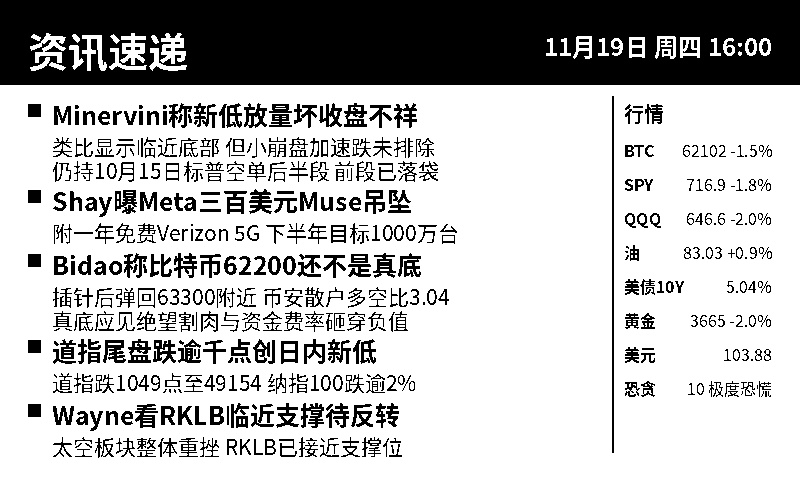 资讯速递
11月19日 周四 16:00
Minervini称新低放量坏收盘不祥
类比显示临近底部 但小崩盘加速跌未排除
仍持10月15日标普空单后半段 前段已落袋
Shay曝Meta三百美元Muse吊坠
附一年免费Verizon 5G 下半年目标1000万台
Bidao称比特币62200还不是真底
插针后弹回63300附近 币安散户多空比3.04
真底应见绝望割肉与资金费率砸穿负值
道指尾盘跌逾千点创日内新低
道指跌1049点至49154 纳指100跌逾2%
Wayne看RKLB临近支撑待反转
太空板块整体重挫 RKLB已接近支撑位
行情
BTC 62102 -1.5%
SPY 716.9 -1.8%
QQQ 646.6 -2.0%
油 83.03 +0.9%
美债10Y 5.04%
黄金 3665 -2.0%
美元 103.88
恐贪 10 极度恐慌